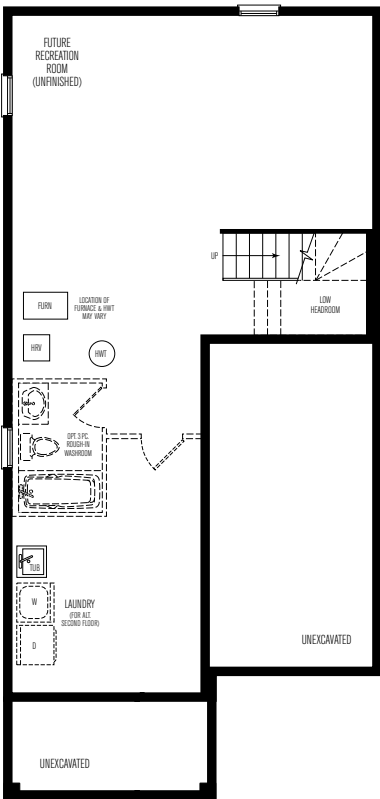 FUTURE
RECREATION
ROOM
(UNFINISHED)
UP
LOW
HEADROOM
FURN
LOCATION OF
FURNACE & HWT
MAY VARY
HRV
HWT
OPT. 3 PC.
ROUGH-IN
WASHROOM
TUB
W
LAUNDRY
(FOR ALT.
SECOND FLOOR)
D
UNEXCAVATED
UNEXCAVATED